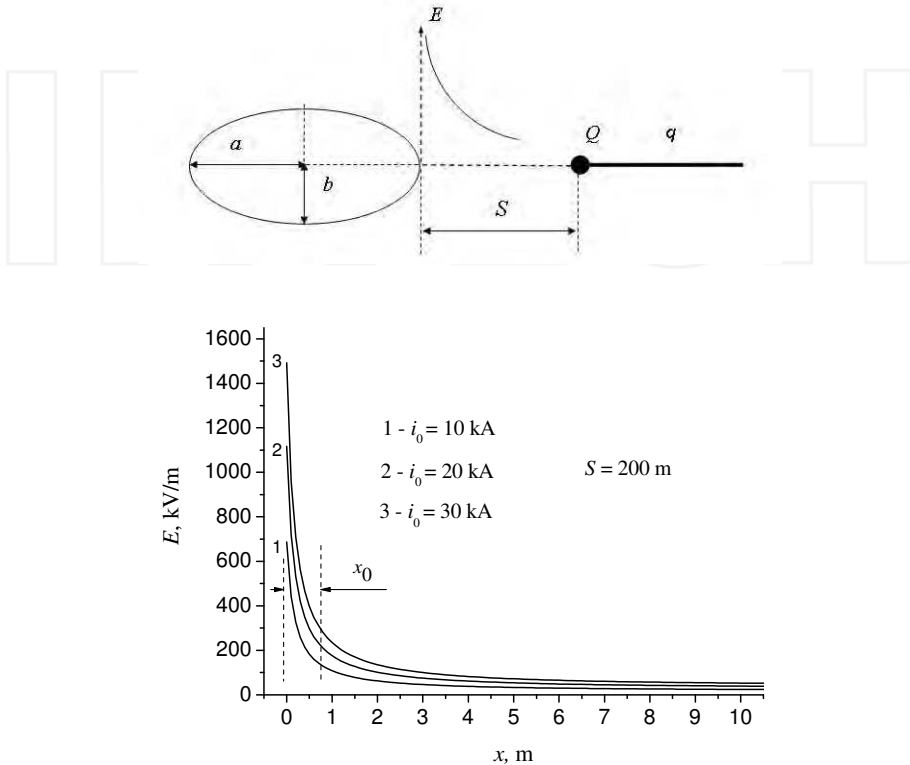 E
a
b
Q
q
S
1600
1400
1200
1000
800
600
400
200
0
E, kV/m
3
2
1
1 - i₀ = 10 kA
2 - i₀ = 20 kA
3 - i₀ = 30 kA
S = 200 m
x₀
0 1 2 3 4 5 6 7 8 9 10
x, m